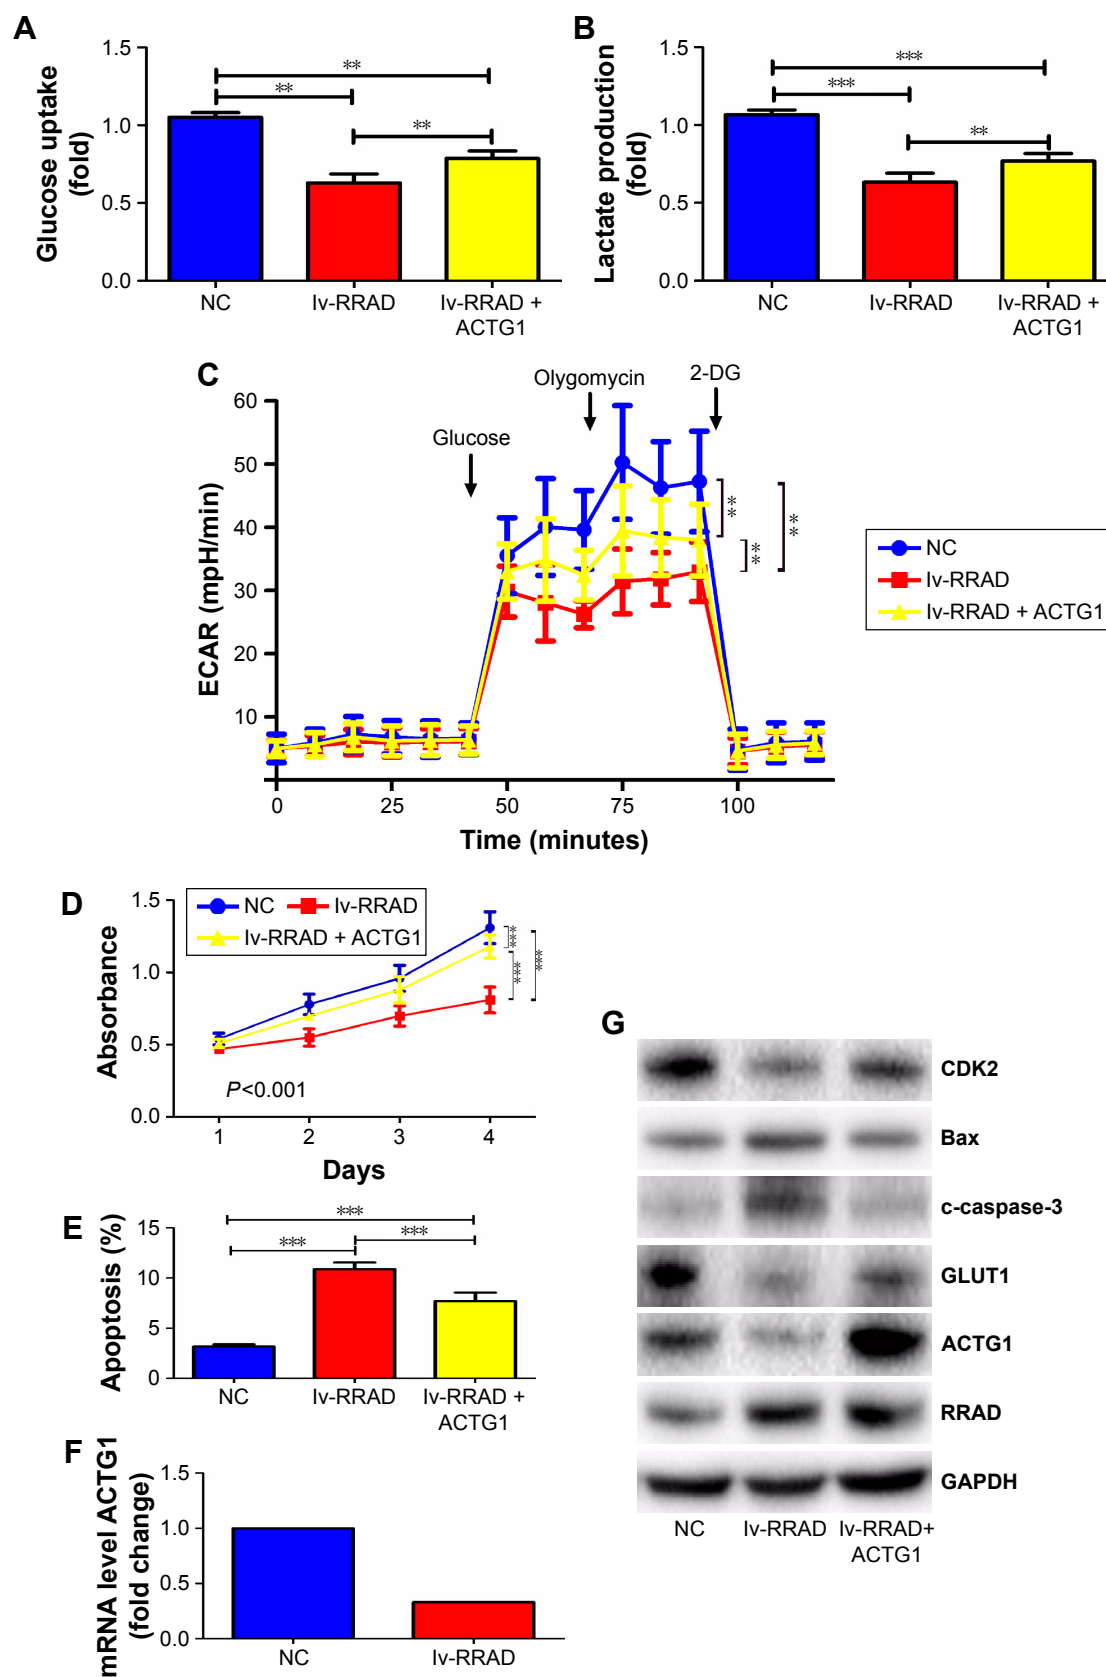 A
Glucose uptake
(fold)
1.5
1.0
0.5
0.0
**
**
**
NC
lv-RRAD
lv-RRAD +
ACTG1
B
Lactate production
(fold)
1.5
1.0
0.5
0.0
***
***
**
NC
lv-RRAD
lv-RRAD +
ACTG1
C
ECAR (mpH/min)
60
50
40
30
20
10
Glucose
Olygomycin
2-DG
**
**
**
0
25
50
75
100
Time (minutes)
NC
lv-RRAD
lv-RRAD + ACTG1
D
Absorbance
1.5
1.0
0.5
0.0
NC
lv-RRAD
lv-RRAD + ACTG1
***
***
***
P<0.001
1
2
3
4
Days
E
Apoptosis (%)
15
10
5
0
***
***
***
NC
lv-RRAD
lv-RRAD +
ACTG1
F
mRNA level ACTG1
(fold change)
1.5
1.0
0.5
0.0
NC
lv-RRAD
G
CDK2
Bax
c-caspase-3
GLUT1
ACTG1
RRAD
GAPDH
NC
lv-RRAD
lv-RRAD+
ACTG1